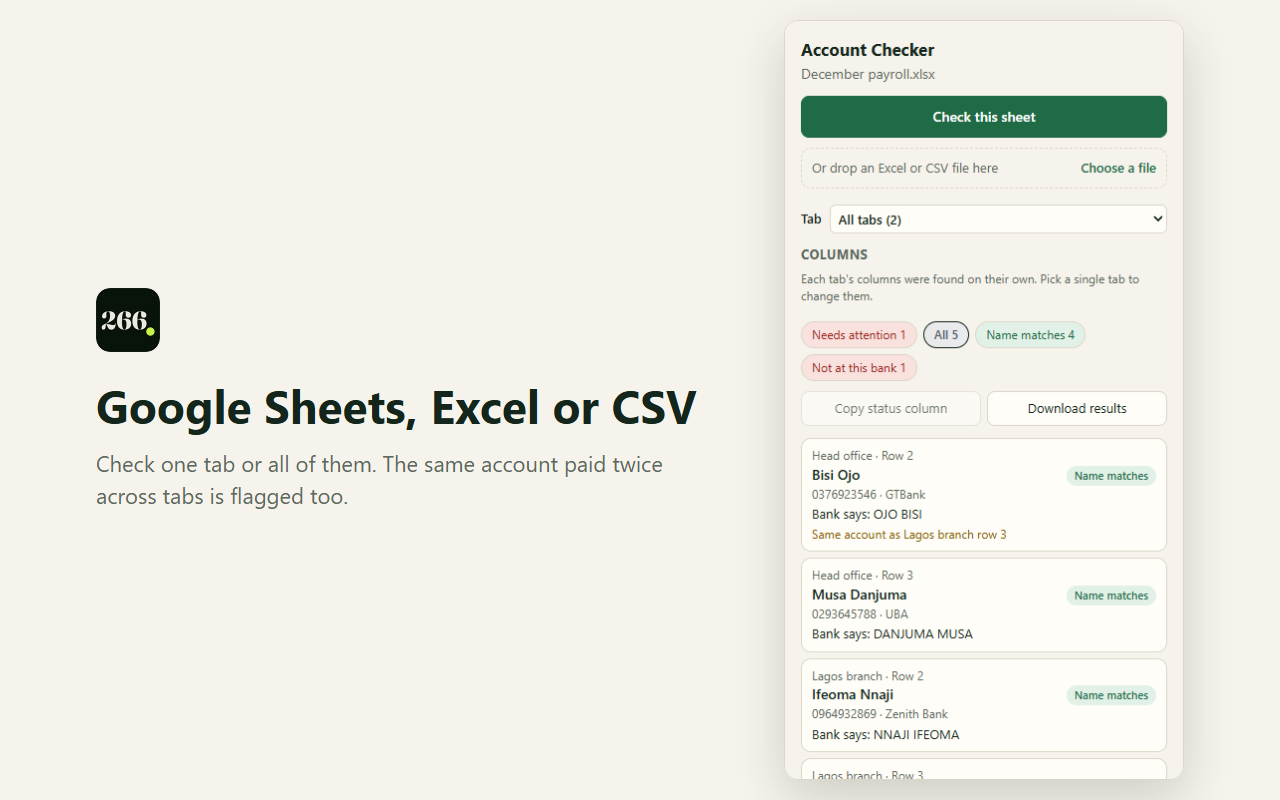 266.
Google Sheets, Excel or CSV
Check one tab or all of them. The same account paid twice
across tabs is flagged too.
Account Checker
December payroll.xlsx
Check this sheet
Or drop an Excel or CSV file here Choose a file
Tab All tabs (2)
COLUMNS
Each tab's columns were found on their own. Pick a single tab to
change them.
Needs attention 1 All 5 Name matches 4
Not at this bank 1
Copy status column Download results
Head office · Row 2
Bisi Ojo Name matches
0376923546 · GTBank
Bank says: OJO BISI
Same account as Lagos branch row 3
Head office · Row 3
Musa Danjuma Name matches
0293645788 · UBA
Bank says: DANJUMA MUSA
Lagos branch · Row 2
Ifeoma Nnaji Name matches
0964932869 · Zenith Bank
Bank says: NNAJI IFEOMA
Lagos branch · Row 3